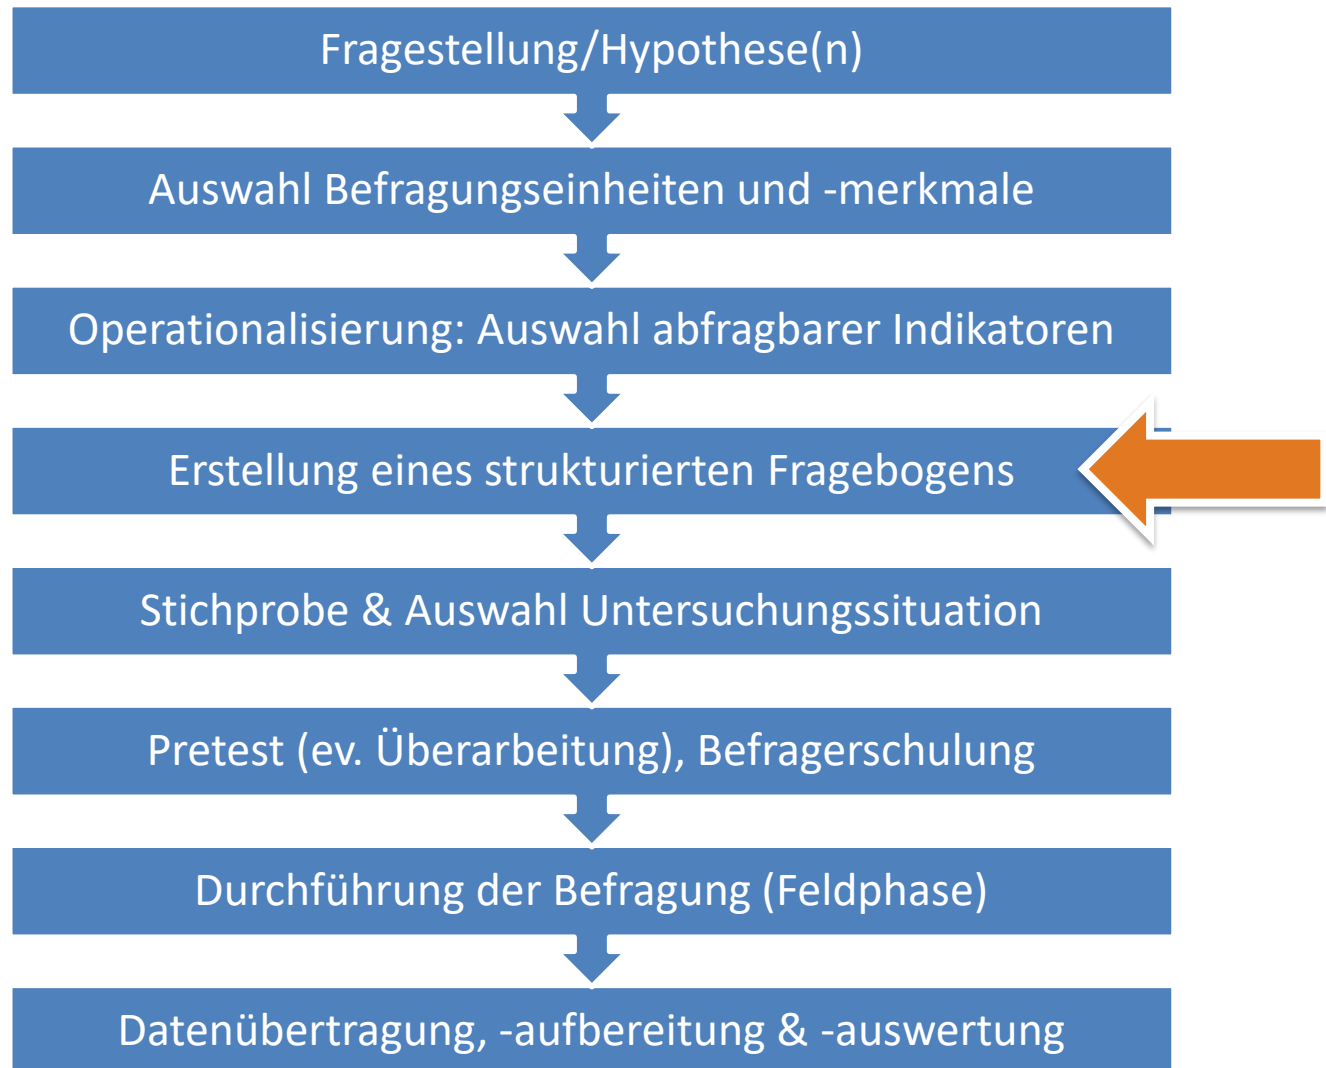 Fragestellung/Hypothese(n)
Auswahl Befragungseinheiten und -merkmale
Operationalisierung: Auswahl abfragbarer Indikatoren
Erstellung eines strukturierten Fragebogens
Stichprobe & Auswahl Untersuchungssituation
Pretest (ev. Überarbeitung), Befragerschulung
Durchführung der Befragung (Feldphase)
Datenübertragung, -aufbereitung & -auswertung